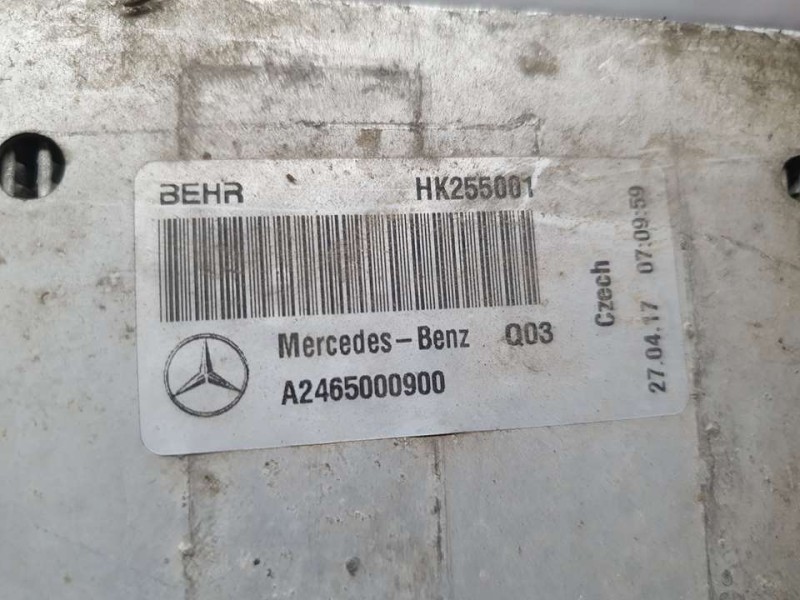 BEHR HK255001
Mercedes-Benz Q03
A2465000900
Czech
27.04.17 07:09:59